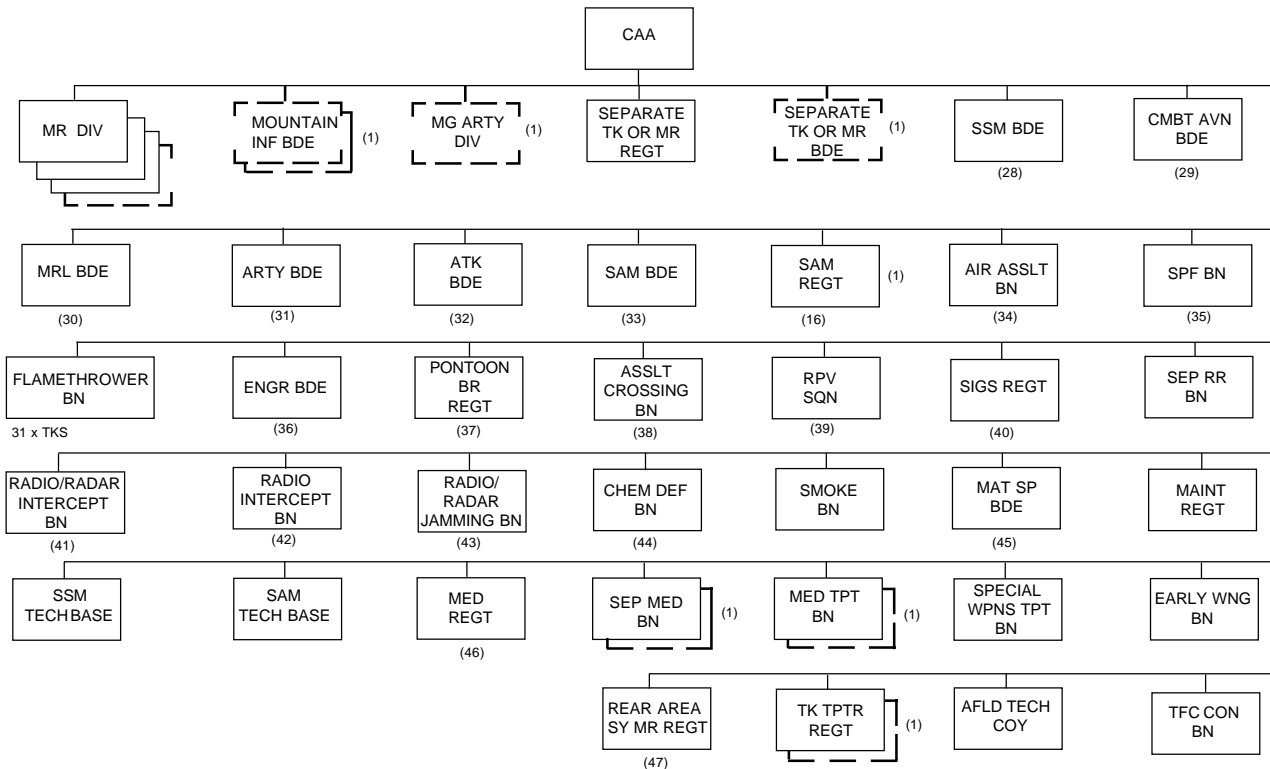 CAA
MR DIV
MOUNTAIN
INF BDE
(1)
MG ARTY
DIV
(1)
SEPARATE
TK OR MR
REGT
SEPARATE
TK OR MR
BDE
(1)
SSM BDE
(28)
CMBT AVN
BDE
(29)
MRL BDE
(30)
ARTY BDE
(31)
ATK
BDE
(32)
SAM BDE
(33)
SAM
REGT
(1)
(16)
AIR ASSLT
BN
(34)
SPF BN
(35)
FLAMETHROWER
BN
31 x TKS
ENGR BDE
(36)
PONTOON
BR
REGT
(37)
ASSLT
CROSSING
BN
(38)
RPV
SQN
(39)
SIGS REGT
(40)
SEP RR
BN
RADIO/RADAR
INTERCEPT
BN
(41)
RADIO
INTERCEPT
BN
(42)
RADIO/
RADAR
JAMMING BN
(43)
CHEM DEF
BN
(44)
SMOKE
BN
MAT SP
BDE
(45)
MAINT
REGT
SSM
TECH BASE
SAM
TECH BASE
MED
REGT
(46)
SEP MED
BN
(1)
MED TPT
BN
(1)
SPECIAL
WPNS TPT
BN
EARLY WNG
BN
REAR AREA
SY MR REGT
(47)
TK TPTR
REGT
(1)
AFLD TECH
COY
TFC CON
BN